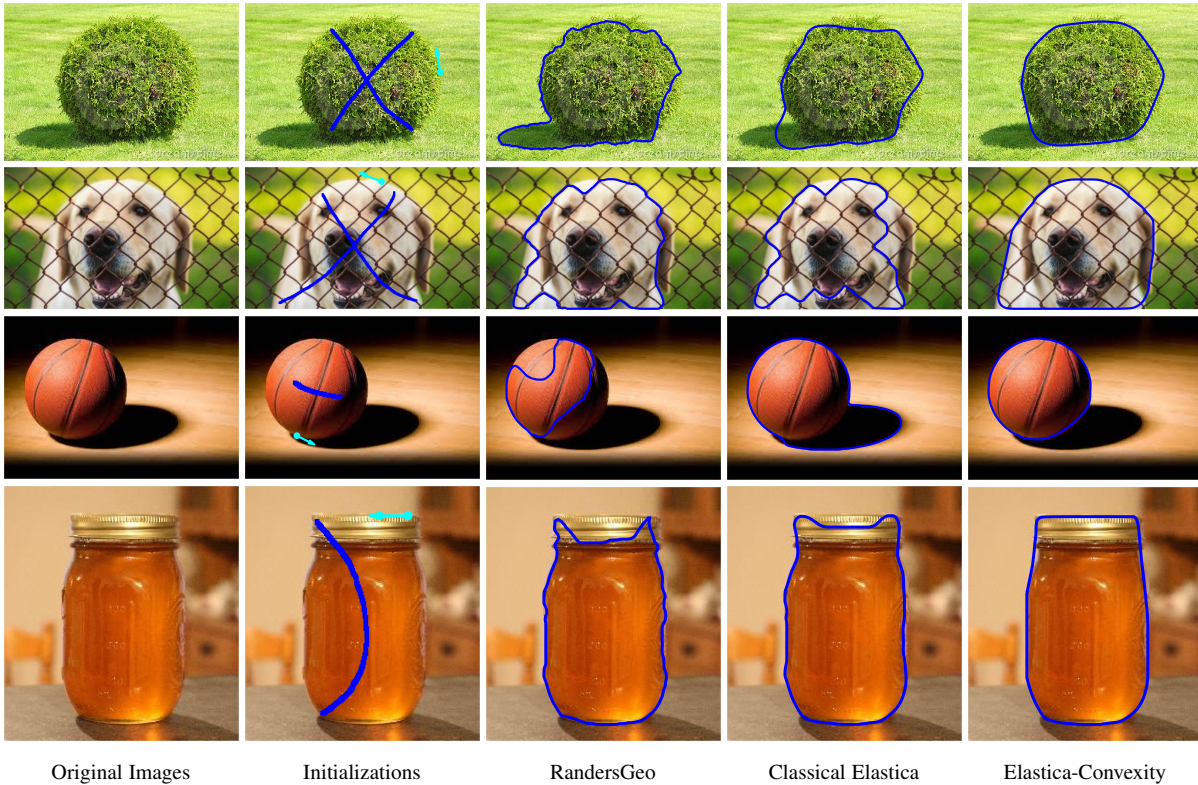 Original Images
Initializations
RandersGeo
Classical Elastica
Elastica-Convexity